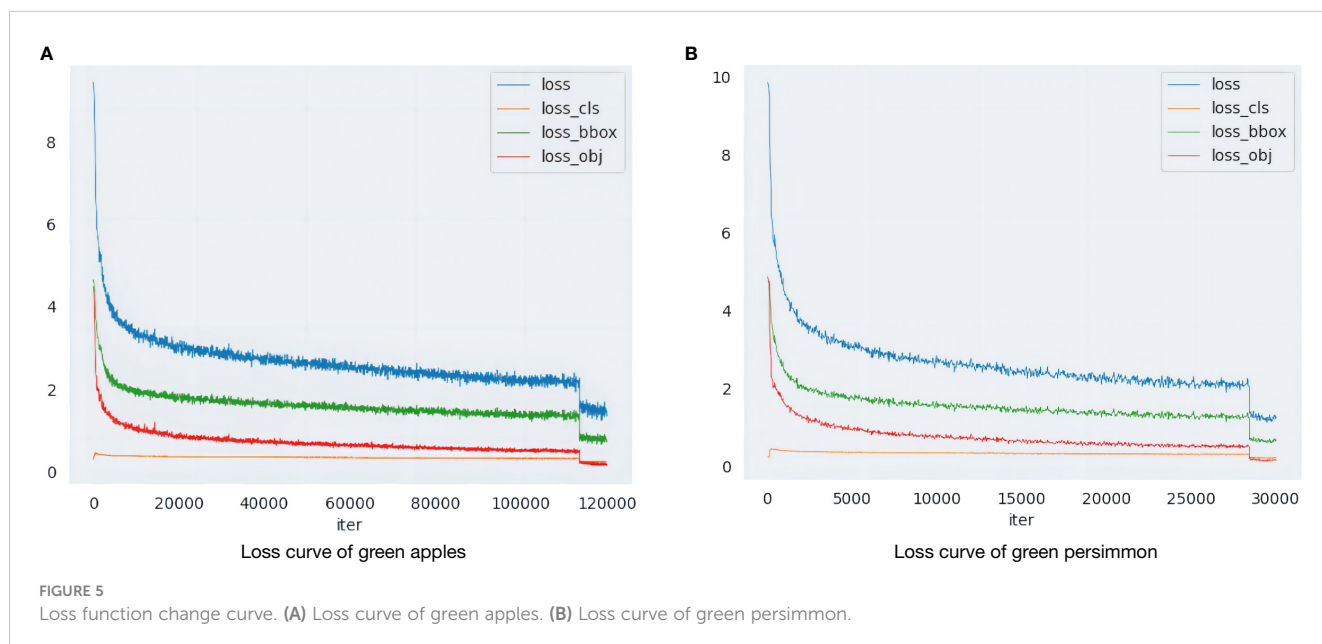 A
loss
loss_cls
loss_bbox
loss_obj
8
6
4
2
0
0 20000 40000 60000 80000 100000 120000
iter
Loss curve of green apples
B
10
loss
loss_cls
loss_bbox
loss_obj
8
6
4
2
0
0 5000 10000 15000 20000 25000 30000
iter
Loss curve of green persimmon
FIGURE 5
Loss function change curve. (A) Loss curve of green apples. (B) Loss curve of green persimmon.